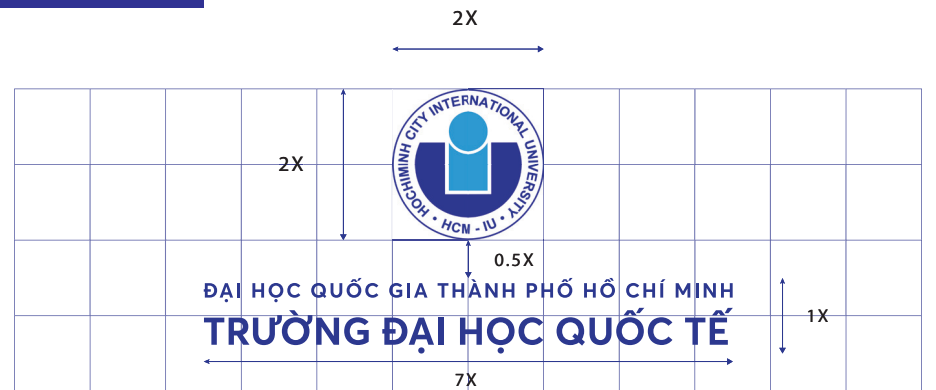 2X
2X
HOCHIMINH CITY INTERNATIONAL UNIVERSITY
• HCM - IU •
0.5X
ĐẠI HỌC QUỐC GIA THÀNH PHỐ HỒ CHÍ MINH
TRƯỜNG ĐẠI HỌC QUỐC TẾ
1X
7X